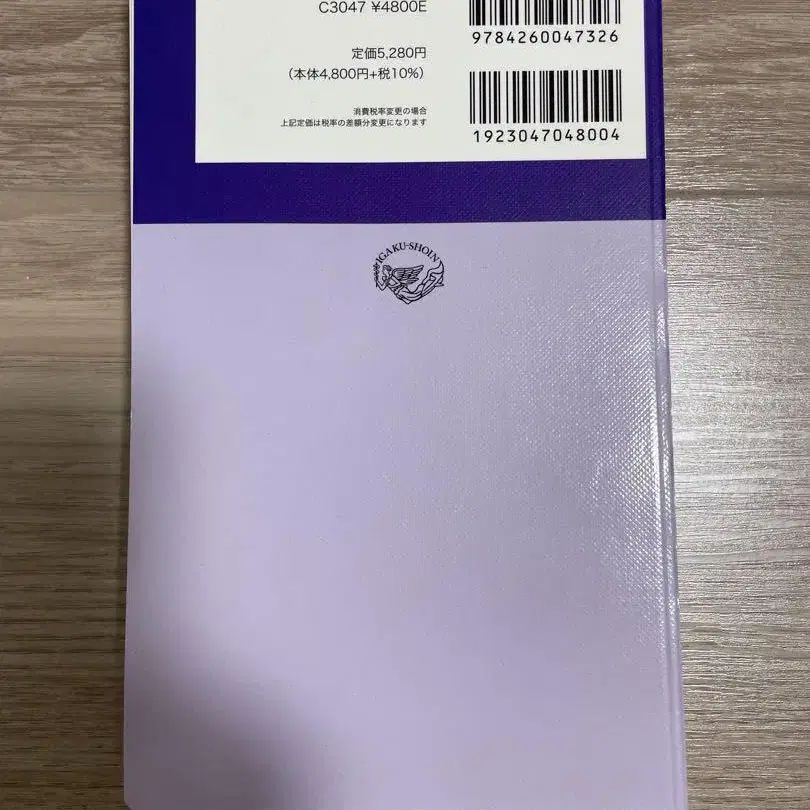 C3047 ¥4800E
9784260047326
定価5,280円
（本体4,800円+税10%）
消費税率変更の場合
上記定価は税率の差額分変更になります
1923047048004
IGAKU-SHOIN